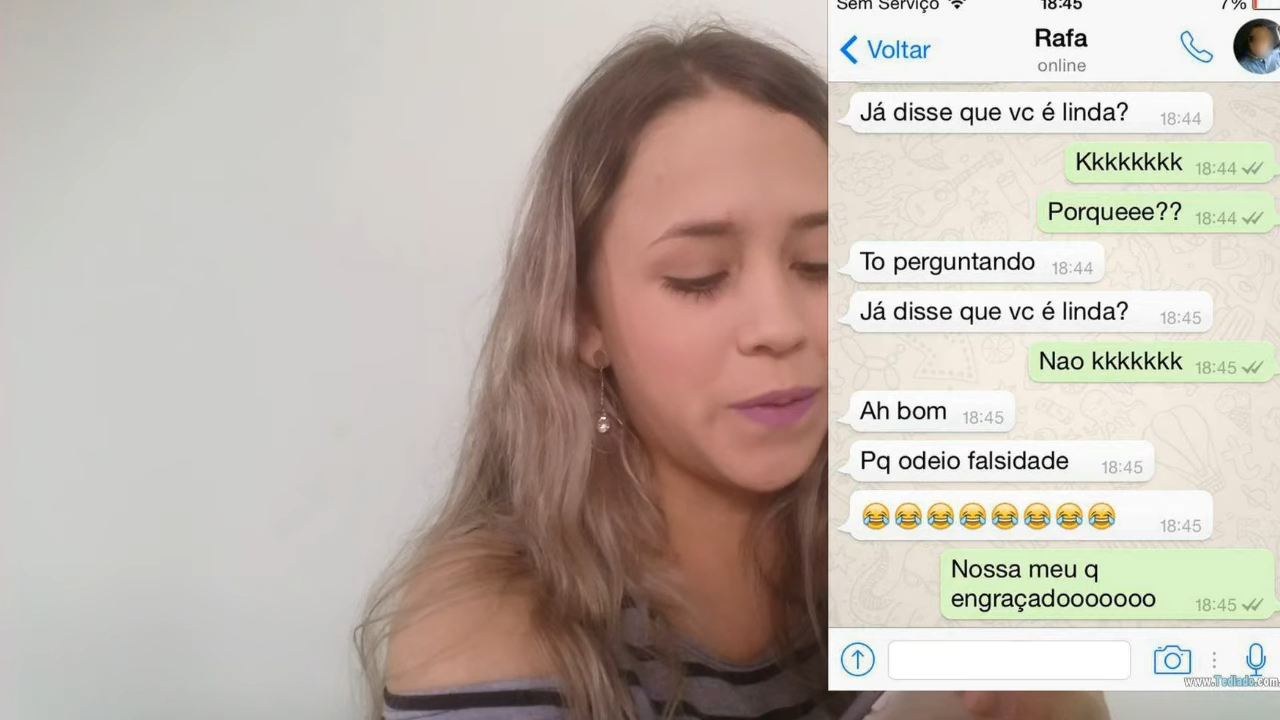 Sem Serviço 18:45 7%
Voltar
Rafa
online
Já disse que vc é linda? 18:44
Kkkkkkkk 18:44
Porqueee?? 18:44
To perguntando 18:44
Já disse que vc é linda? 18:45
Nao kkkkkkk 18:45
Ah bom 18:45
Pq odeio falsidade 18:45
😂😂😂😂😂😂😂😂 18:45
Nossa meu q
engraçadooooooo 18:45
www.Tediado.com